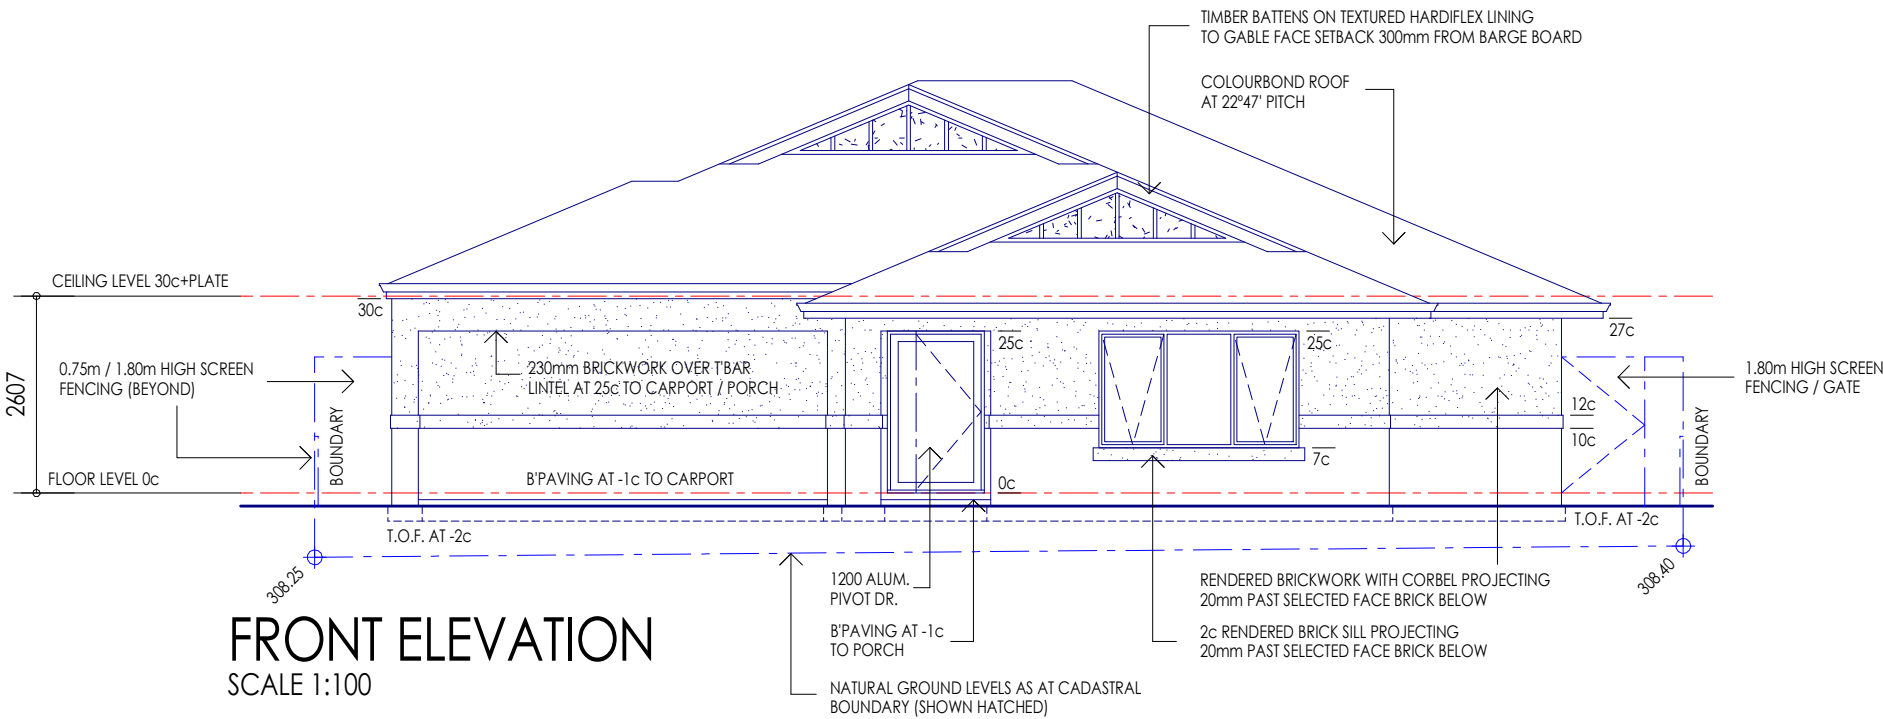 TIMBER BATTENS ON TEXTURED HARDIFLEX LINING
TO GABLE FACE SETBACK 300mm FROM BARGE BOARD
COLOURBOND ROOF
AT 22º47' PITCH
CEILING LEVEL 30c+PLATE
30c
27c
2607
0.75m / 1.80m HIGH SCREEN
FENCING (BEYOND)
230mm BRICKWORK OVER T'BAR
LINTEL AT 25c TO CARPORT / PORCH
25c
25c
1.80m HIGH SCREEN
FENCING / GATE
12c
10c
7c
BOUNDARY
BOUNDARY
FLOOR LEVEL 0c
B'PAVING AT -1c TO CARPORT
0c
T.O.F. AT -2c
T.O.F. AT -2c
308.25
308.40
1200 ALUM.
PIVOT DR.
B'PAVING AT -1c
TO PORCH
RENDERED BRICKWORK WITH CORBEL PROJECTING
20mm PAST SELECTED FACE BRICK BELOW
2c RENDERED BRICK SILL PROJECTING
20mm PAST SELECTED FACE BRICK BELOW
NATURAL GROUND LEVELS AS AT CADASTRAL
BOUNDARY (SHOWN HATCHED)
FRONT ELEVATION
SCALE 1:100